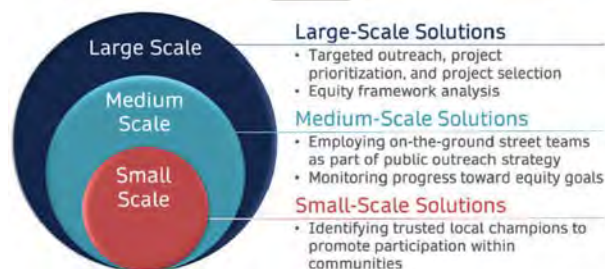 Large Scale
Medium
Scale
Small
Scale
Large-Scale Solutions
• Targeted outreach, project
prioritization, and project selection
• Equity framework analysis
Medium-Scale Solutions
• Employing on-the-ground street teams
as part of public outreach strategy
• Monitoring progress toward equity goals
Small-Scale Solutions
• Identifying trusted local champions to
promote participation within
communities